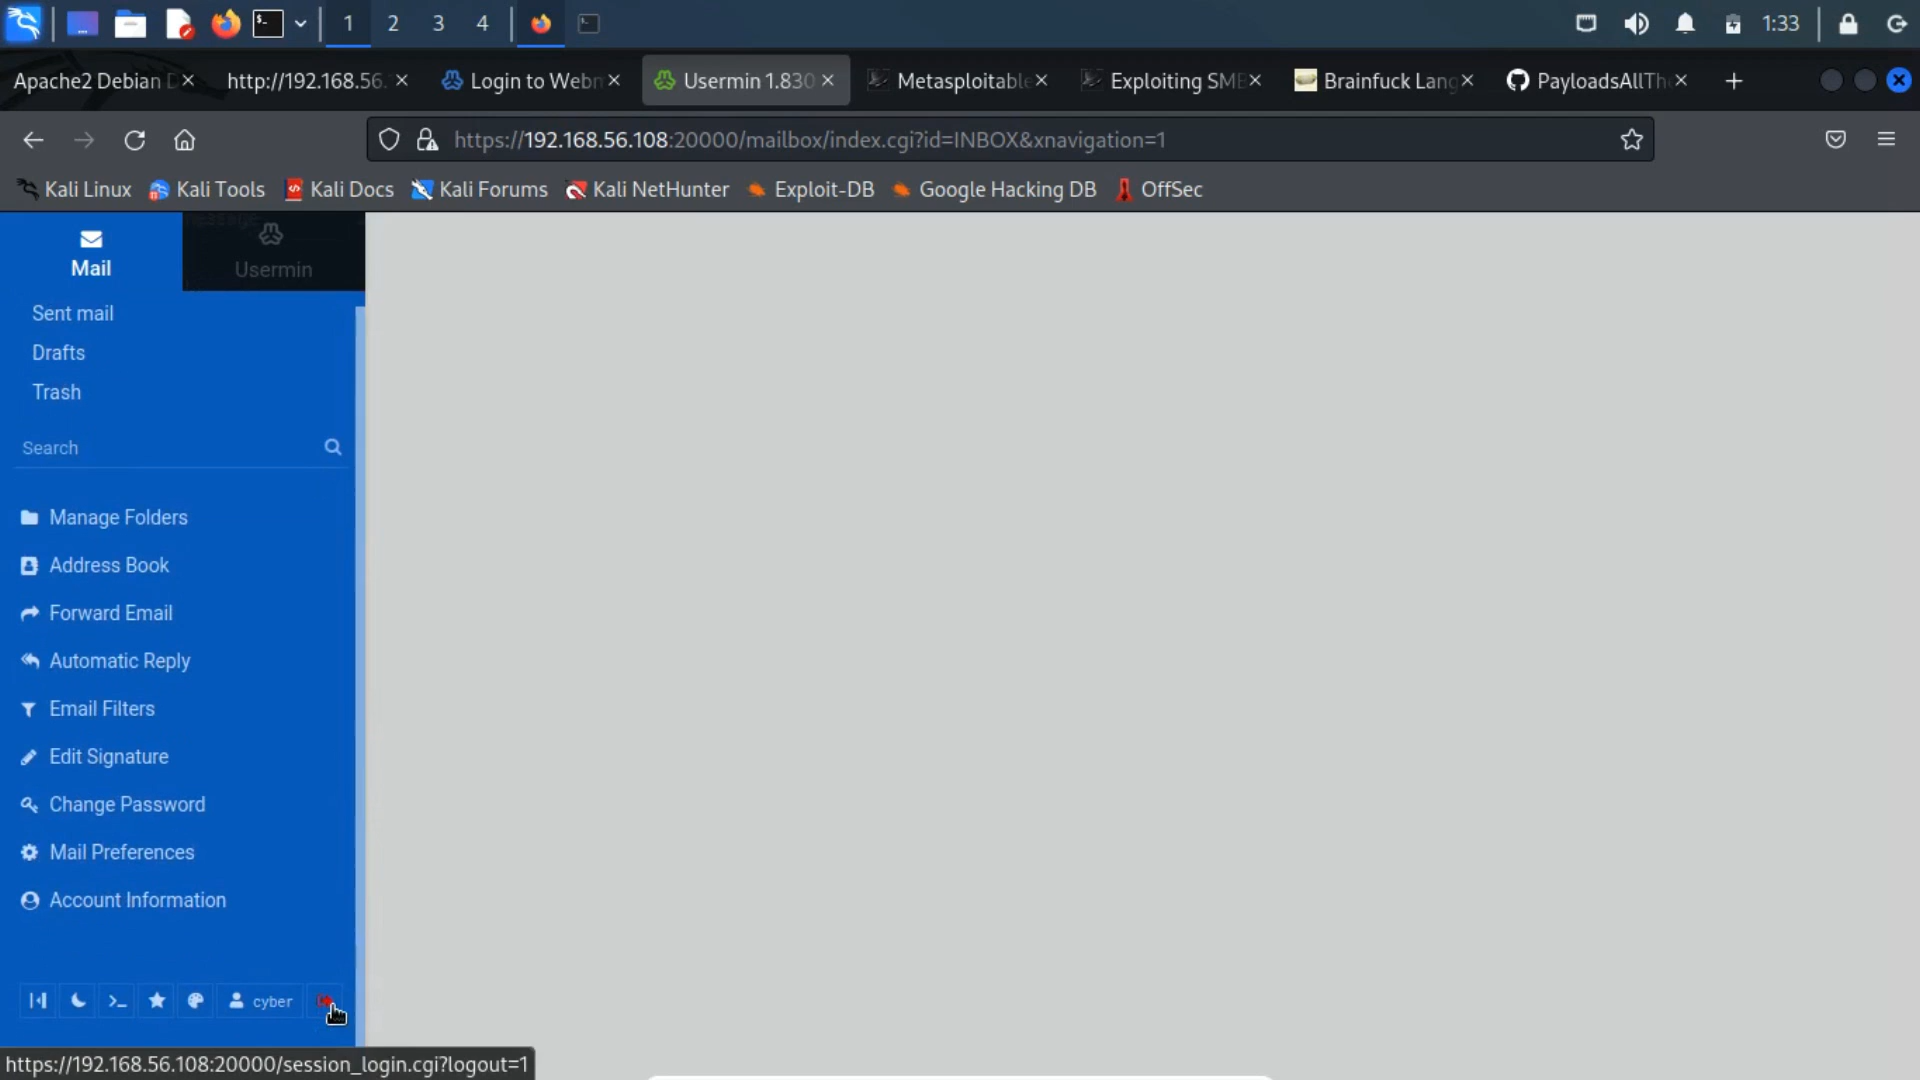 1 2 3 4 1:33
Apache2 Debian D http://192.168.56. Login to Webm Usermin 1.830 Metasploitable Exploiting SMB Brainfuck Lang PayloadsAllThe
https://192.168.56.108:20000/mailbox/index.cgi?id=INBOX&xnavigation=1
Kali Linux Kali Tools Kali Docs Kali Forums Kali NetHunter Exploit-DB Google Hacking DB OffSec
Mail Usermin
Sent mail
Drafts
Trash
Search
Manage Folders
Address Book
Forward Email
Automatic Reply
Email Filters
Edit Signature
Change Password
Mail Preferences
Account Information
cyber
https://192.168.56.108:20000/session_login.cgi?logout=1